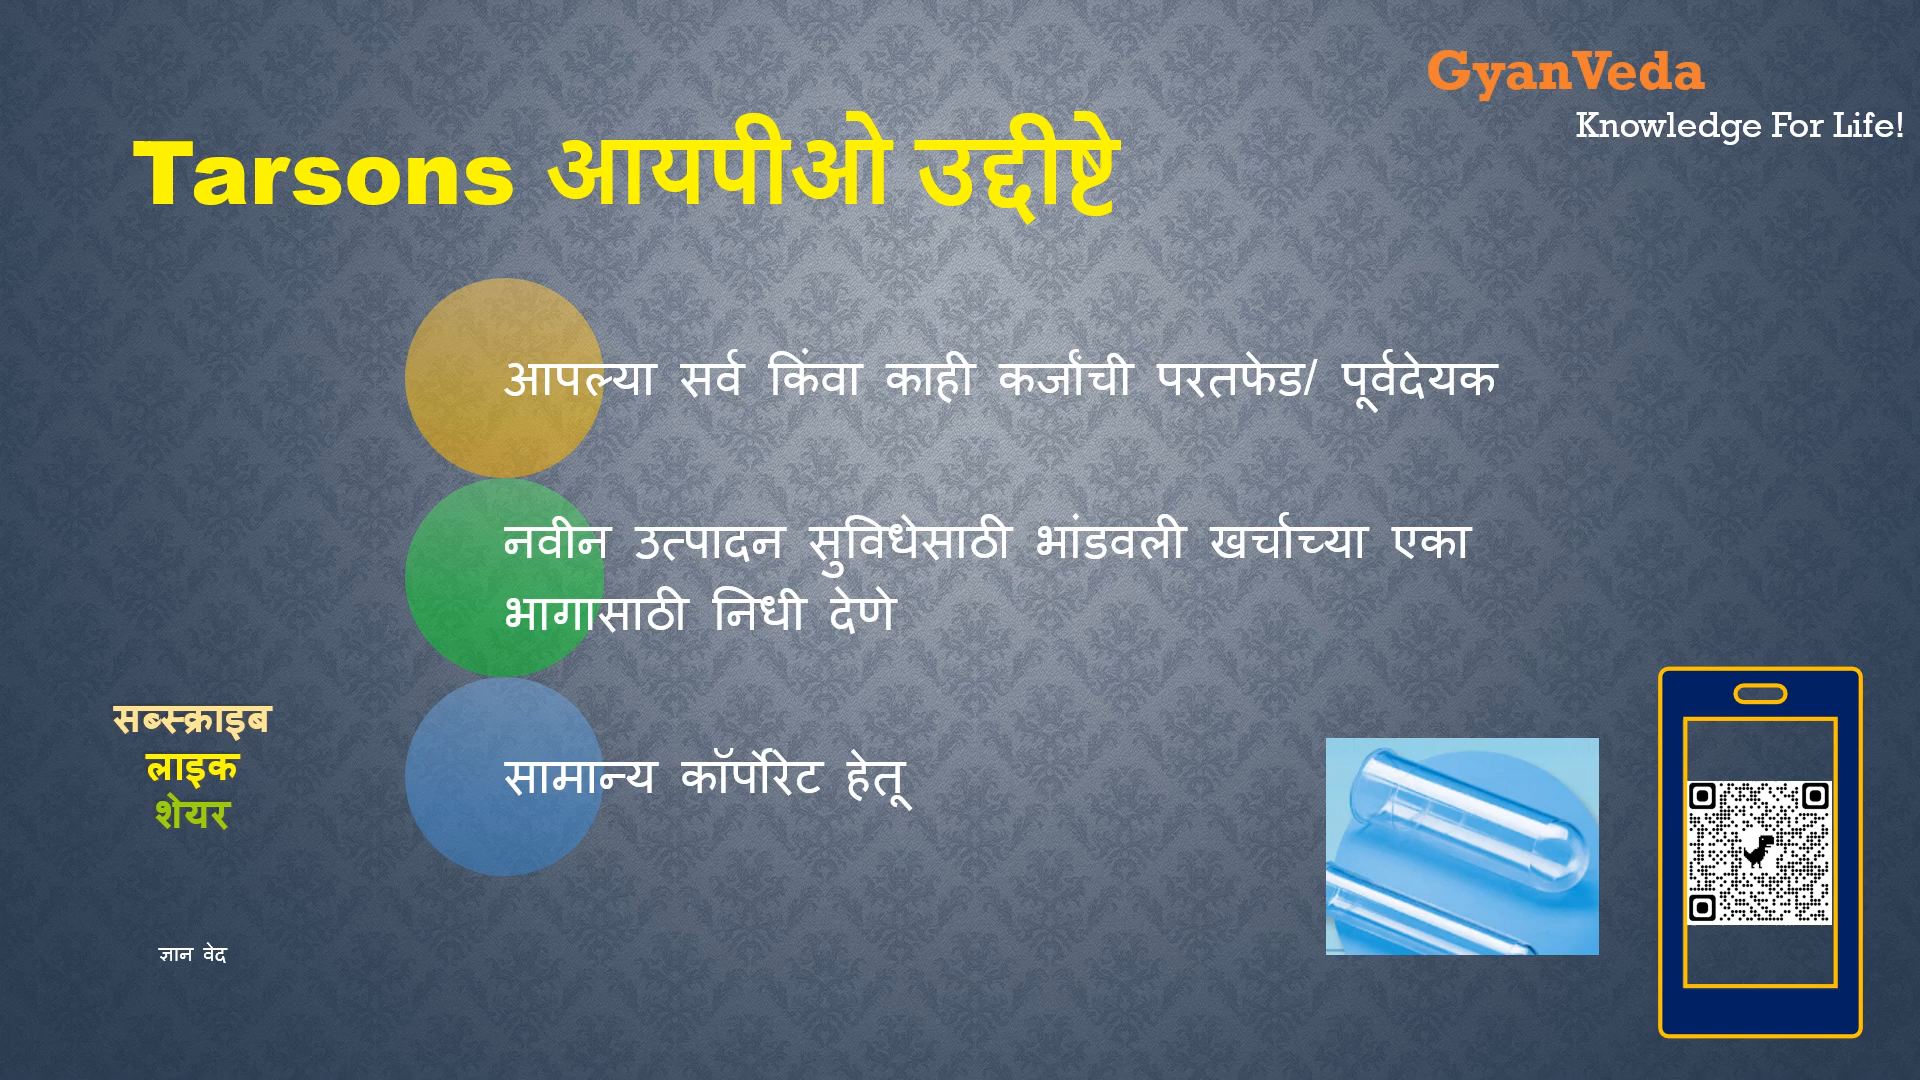 GyanVeda
Knowledge For Life!
Tarsons आयपीओ उद्दीष्टे
आपल्या सर्व किंवा काही कर्जांची परतफेड/ पूर्वदेयक
नवीन उत्पादन सुविधेसाठी भांडवली खर्चाच्या एका
भागासाठी निधी देणे
सामान्य कॉर्पोरेट हेतू
सब्स्क्राइब
लाइक
शेयर
ज्ञान वेद